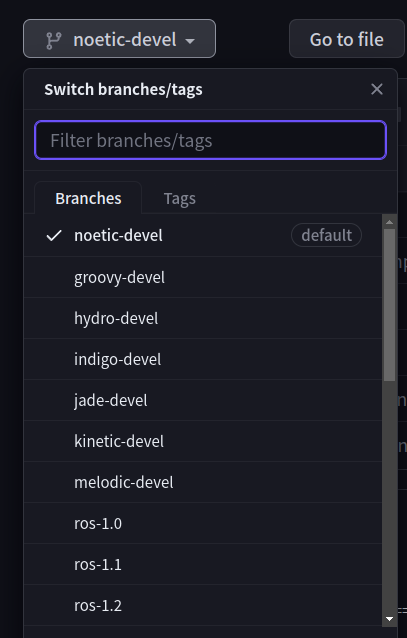 noetic-devel
Go to file
Switch branches/tags
Filter branches/tags
Branches Tags
noetic-devel default
groovy-devel
hydro-devel
indigo-devel
jade-devel
kinetic-devel
melodic-devel
ros-1.0
ros-1.1
ros-1.2